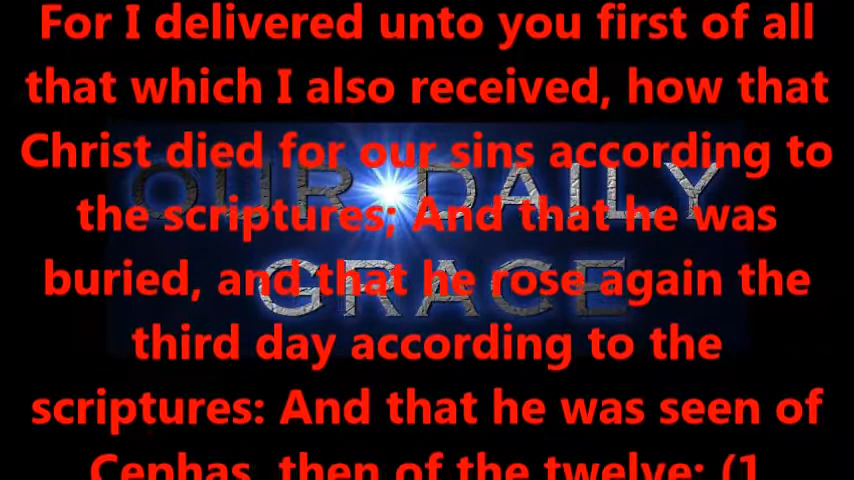 For I delivered unto you first of all
that which I also received, how that
Christ died for our sins according to
the scriptures; And that he was
buried, and that he rose again the
third day according to the
scriptures: And that he was seen of
Cephas, then of the twelve: (1
OUR DAILY
GRACE